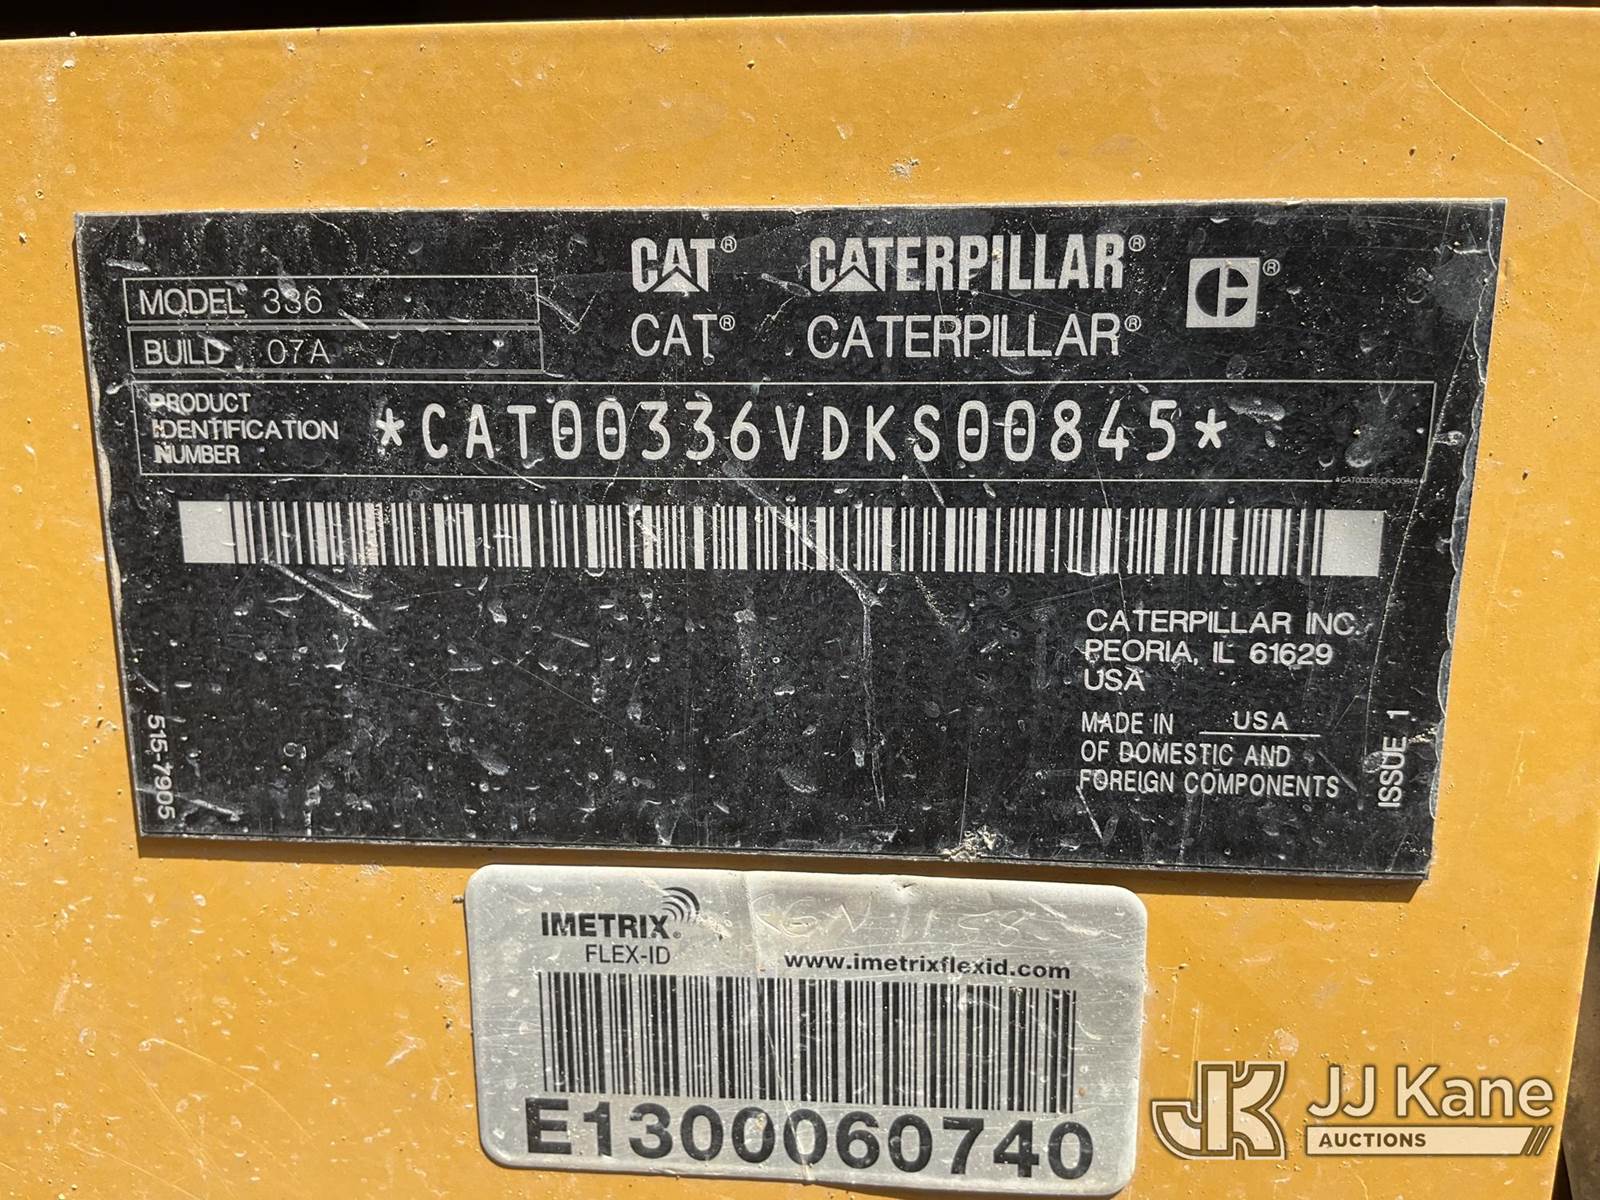 CAT® CATERPILLAR®
CAT® CATERPILLAR®
MODEL 336
BUILD 07A
PRODUCT
IDENTIFICATION
NUMBER
*CAT00336VDKS00845*
*CAT00336VDKS00845*
CATERPILLAR INC.
PEORIA, IL 61629
USA
MADE IN USA
OF DOMESTIC AND
FOREIGN COMPONENTS
515-7905
ISSUE 1
IMETRIX®
FLEX-ID
www.imetrixflexid.com
E1300060740
JK JJ Kane
AUCTIONS